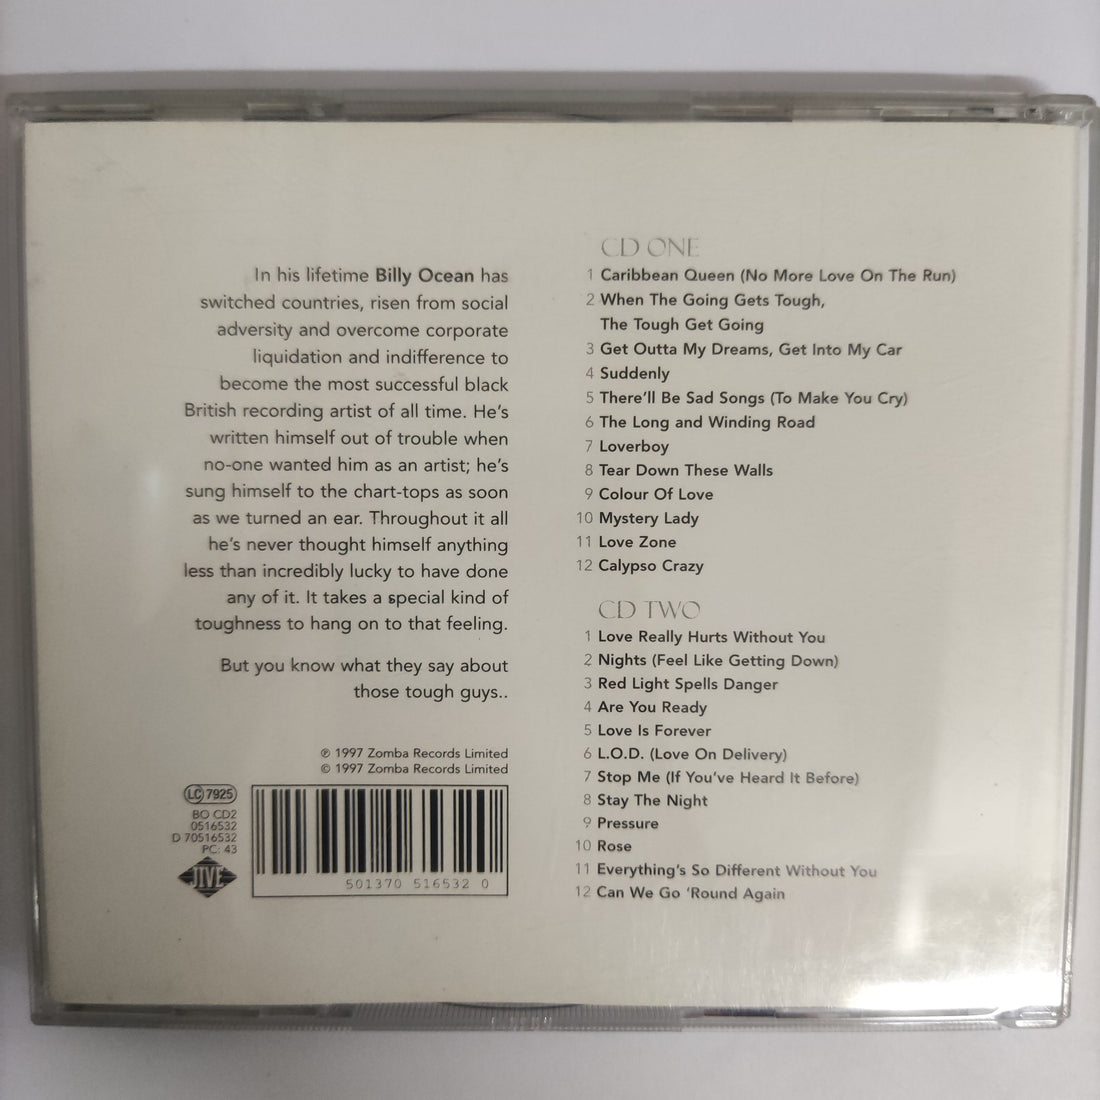 In his lifetime Billy Ocean has
switched countries, risen from social
adversity and overcome corporate
liquidation and indifference to
become the most successful black
British recording artist of all time. He's
written himself out of trouble when
no-one wanted him as an artist; he's
sung himself to the chart-tops as soon
as we turned an ear. Throughout it all
he's never thought himself anything
less than incredibly lucky to have done
any of it. It takes a special kind of
toughness to hang on to that feeling.
But you know what they say about
those tough guys..
℗ 1997 Zomba Records Limited
© 1997 Zomba Records Limited
LC 7925
BO CD2
0516532
D 70516532
PC: 43
JIVE
501370 516532 0
CD ONE
1 Caribbean Queen (No More Love On The Run)
2 When The Going Gets Tough,
The Tough Get Going
3 Get Outta My Dreams, Get Into My Car
4 Suddenly
5 There'll Be Sad Songs (To Make You Cry)
6 The Long and Winding Road
7 Loverboy
8 Tear Down These Walls
9 Colour Of Love
10 Mystery Lady
11 Love Zone
12 Calypso Crazy
CD TWO
1 Love Really Hurts Without You
2 Nights (Feel Like Getting Down)
3 Red Light Spells Danger
4 Are You Ready
5 Love Is Forever
6 L.O.D. (Love On Delivery)
7 Stop Me (If You've Heard It Before)
8 Stay The Night
9 Pressure
10 Rose
11 Everything's So Different Without You
12 Can We Go 'Round Again